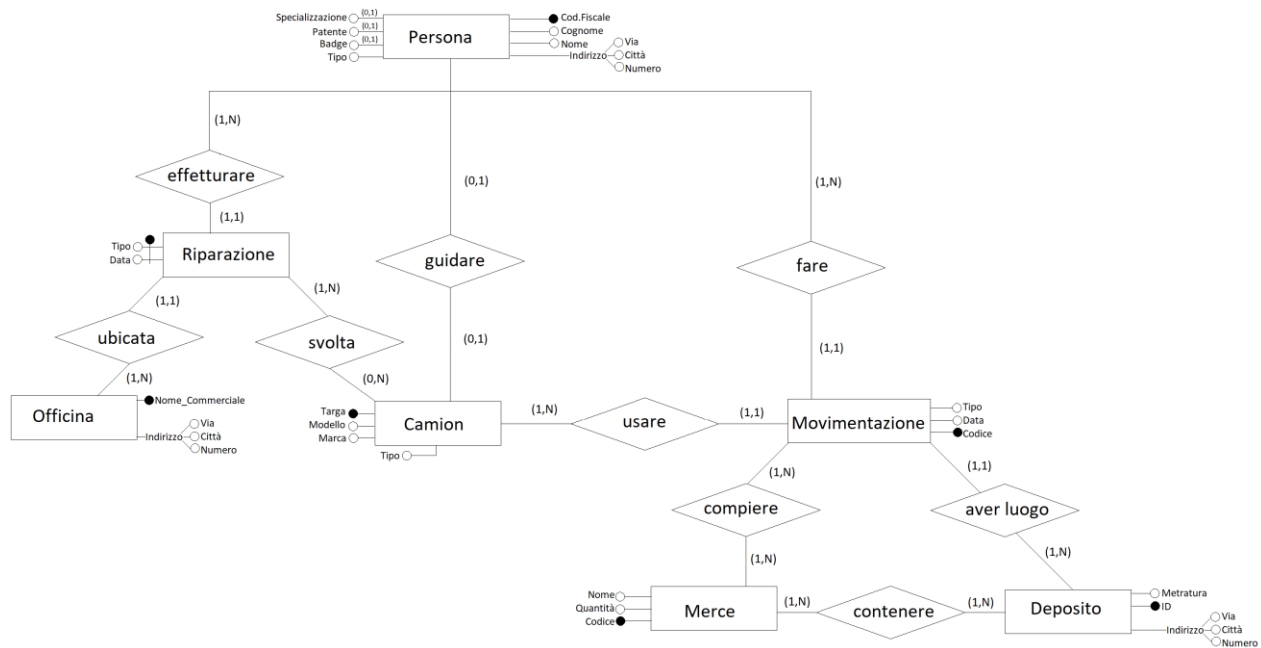 Specializzazione (0,1)
Patente (0,1)
Badge (0,1)
Tipo
Persona
Cod.Fiscale
Cognome
Nome
Indirizzo
Via
Città
Numero
(1,N)
effetturare
(1,1)
(0,1)
guidare
(0,1)
(1,N)
fare
(1,1)
Tipo
Data
Riparazione
(1,1)
ubicata
(1,N)
(1,N)
svolta
(0,N)
Officina
Nome_Commerciale
Indirizzo
Via
Città
Numero
Targa
Modello
Marca
Tipo
Camion
(1,N)
usare
(1,1)
Movimentazione
Tipo
Data
Codice
(1,N)
compiere
(1,N)
(1,1)
aver luogo
(1,N)
Nome
Quantità
Codice
Merce
(1,N)
contenere
(1,N)
Deposito
Metratura
ID
Indirizzo
Via
Città
Numero